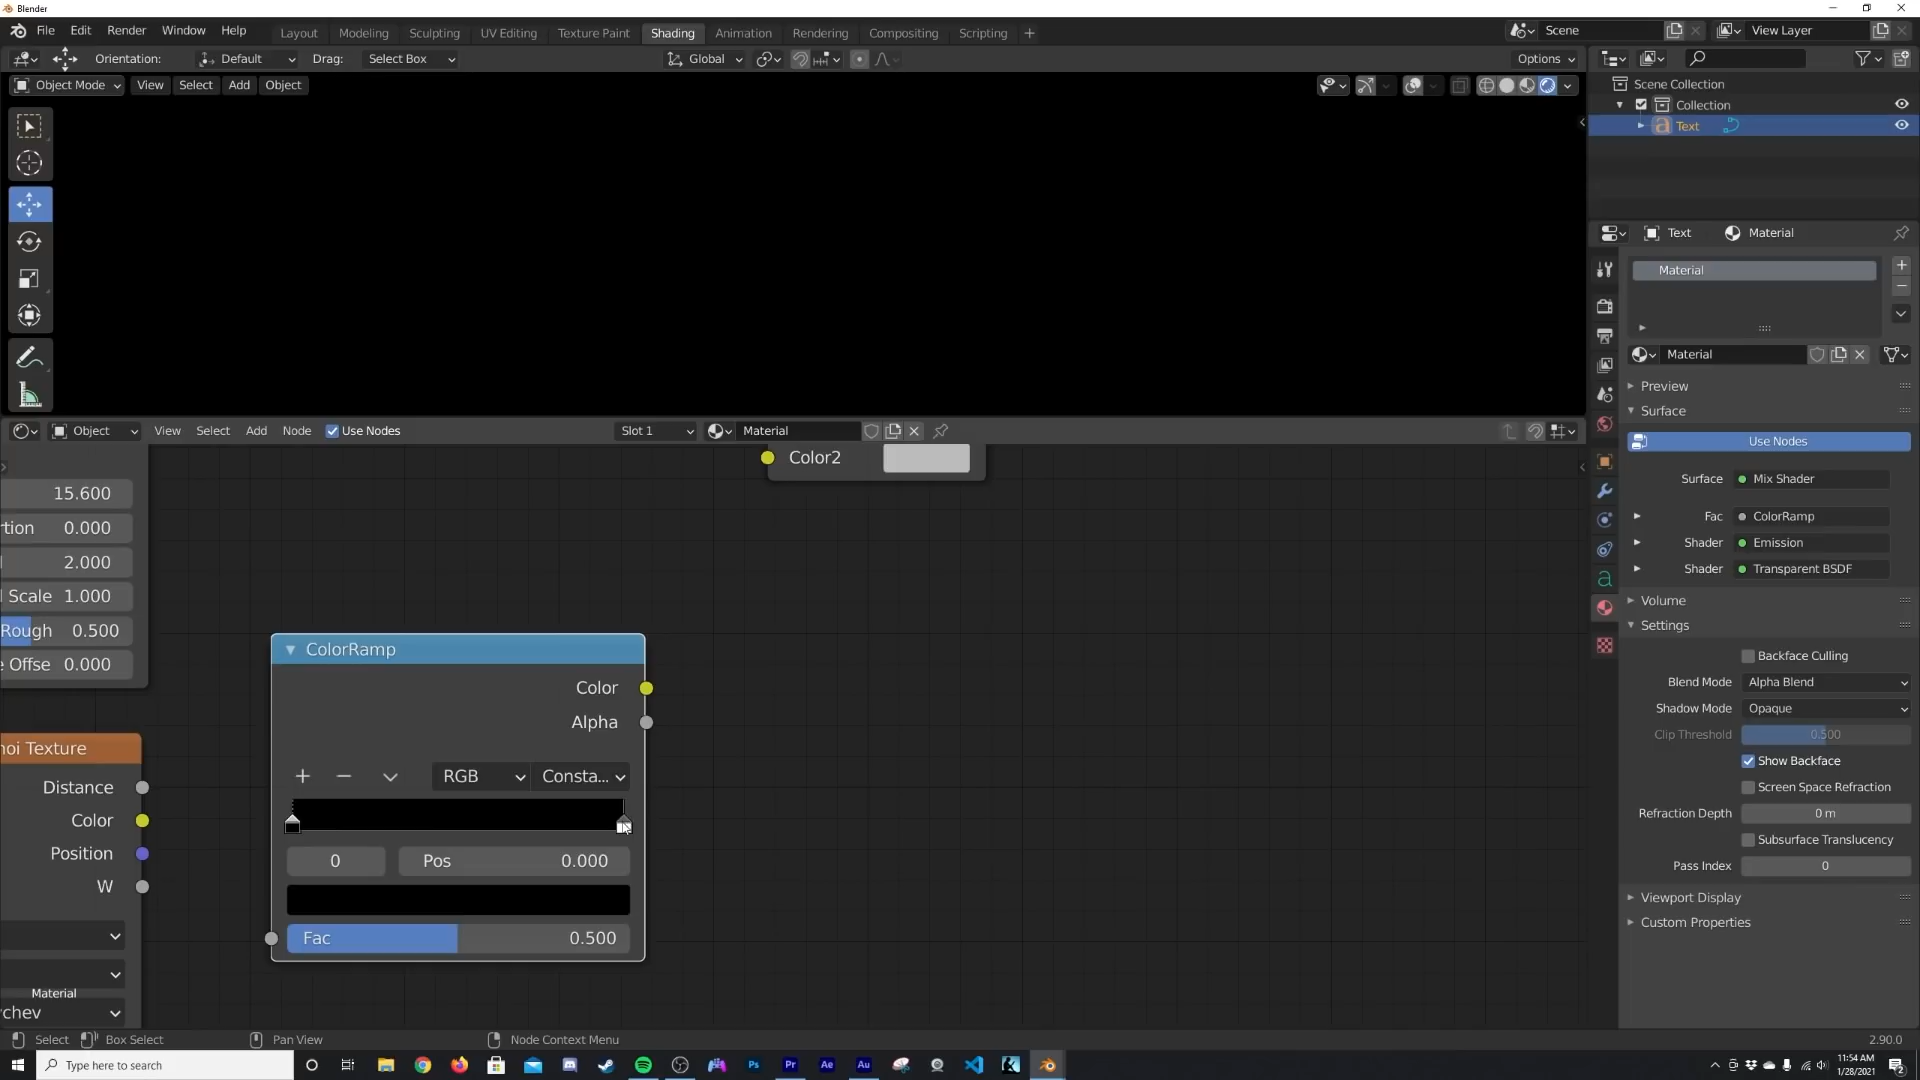 Blender
File Edit Render Window Help Layout Modeling Sculpting UV Editing Texture Paint Shading Animation Rendering Compositing Scripting + Scene View Layer
Orientation: Default Drag: Select Box Global Options
Object Mode View Select Add Object
Scene Collection
Collection
Text
Text Material
Material
Material
Preview
Surface
Use Nodes
Surface Mix Shader
Fac ColorRamp
Shader Emission
Shader Transparent BSDF
Volume
Settings
Backface Culling
Blend Mode Alpha Blend
Shadow Mode Opaque
Clip Threshold 0.500
Show Backface
Screen Space Refraction
Refraction Depth 0 m
Subsurface Translucency
Pass Index 0
Viewport Display
Custom Properties
Object View Select Add Node Use Nodes Slot 1 Material
Color2
15.600
rtion 0.000
2.000
l Scale 1.000
Rough 0.500
e Offse 0.000
noi Texture
Distance
Color
Position
W
Material
rchev
ColorRamp
Color
Alpha
RGB Consta...
0 Pos 0.000
Fac 0.500
Select Box Select Pan View Node Context Menu 2.90.0
Type here to search
Ps Pr Ae Au
11:54 AM
1/28/2021
2